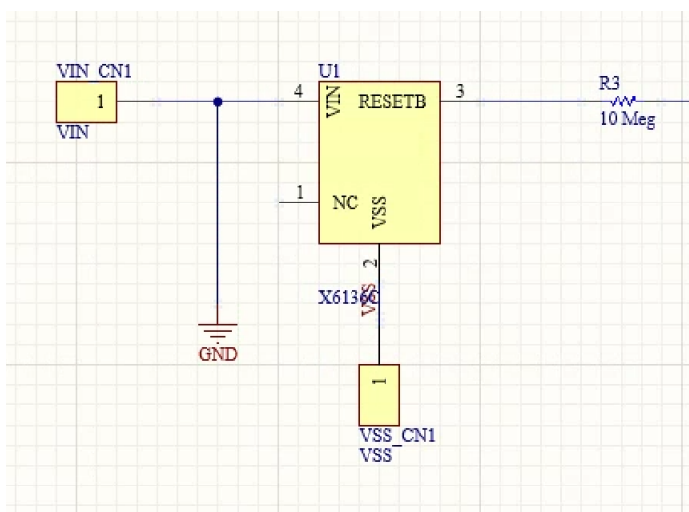 VIN_CN1
1
VIN
U1
4
VIN
RESETB
3
1
NC
VSS
2
VSS
R3
10 Meg
GND
1
VSS_CN1
VSS